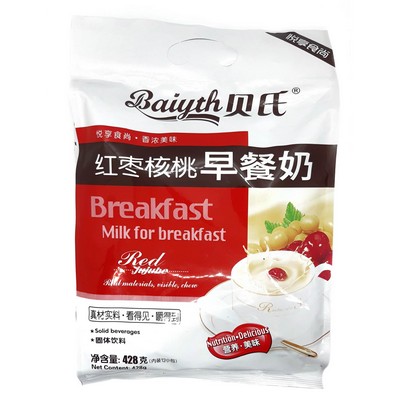 悦享食尚
Baiyth贝氏®
悦享食尚·香浓美味
红枣核桃早餐奶
Breakfast
Milk for breakfast
Red
Jujube
Real materials, visible, chew
真材实料·看得见·嚼得到
Solid beverages
固体饮料
Nutrition·Delicious
营养·美味
净含量: 428克
Net Content: 428g